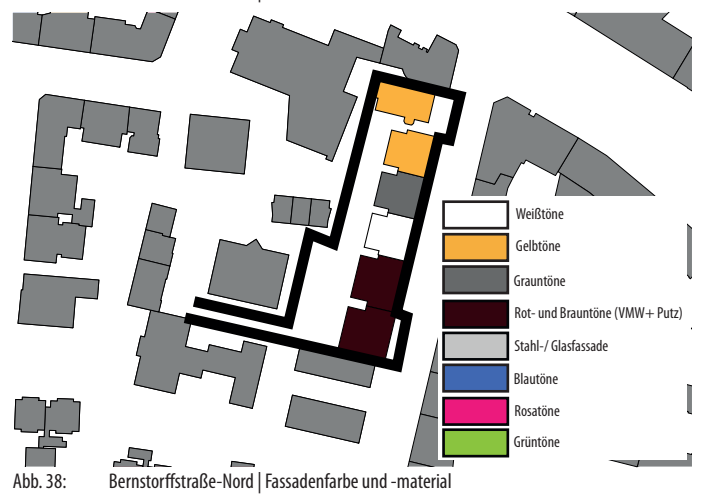 Weißtöne
Gelbtöne
Grauntöne
Rot- und Brauntöne (VMW+ Putz)
Stahl-/ Glasfassade
Blautöne
Rosatöne
Grüntöne
Abb. 38: Bernstorffstraße-Nord | Fassadenfarbe und -material